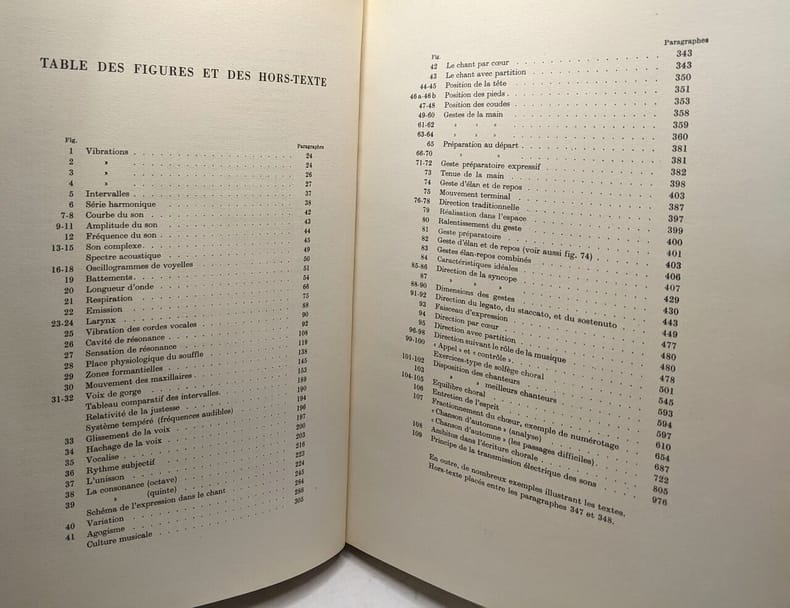 TABLE DES FIGURES ET DES HORS-TEXTE
Fig. Paragraphes
1 Vibrations 24
2 » 24
3 » 26
4 » 27
5 Intervalles 37
6 Série harmonique 38
7-8 Courbe du son 42
9-11 Amplitude du son 43
12 Fréquence du son 44
13-15 Son complexe 45
Spectre acoustique 49
16-18 Oscillogrammes de voyelles 50
19 Battements 51
20 Longueur d'onde 54
21 Respiration 66
22 Emission 75
23-24 Larynx 88
25 Vibration des cordes vocales 90
26 Cavité de résonance 92
27 Sensation de résonance 108
28 Place physiologique du souffle 119
29 Zones formantielles 138
30 Mouvement des maxillaires 145
31-32 Voix de gorge 153
Tableau comparatif des intervalles 189
Relativité de la justesse 190
Système tempéré (fréquences audibles) 194
33 Glissement de la voix 196
34 Hachage de la voix 197
35 Vocalise 200
36 Rythme subjectif 203
37 L'unisson 216
38 La consonance (octave) 223
39 » (quinte) 224
Schéma de l'expression dans le chant 245
40 Variation 284
41 Agogisme 288
Culture musicale 305
Fig. Paragraphes
42 Le chant par cœur 343
43 Le chant avec partition 343
44-45 Position de la tête 350
46 a-46 b Position des pieds 351
47-48 Position des coudes 353
49-60 Gestes de la main 358
61-62 » » » 359
63-64 » » » 360
65 Préparation au départ 381
66-70 » » 381
71-72 Geste préparatoire expressif 382
73 Tenue de la main 398
74 Geste d'élan et de repos 403
75 Mouvement terminal 387
76-78 Direction traditionnelle 397
79 Réalisation dans l'espace 399
80 Ralentissement du geste 400
81 Geste préparatoire 401
82 Geste d'élan et de repos (voir aussi fig. 74) 403
83 Gestes élan-repos combinés 406
84 Caractéristiques idéales 407
85-86 Direction de la syncope 429
87 » » » 430
88-90 Dimensions des gestes 443
91-92 Direction du legato, du staccato, et du sostenuto 449
93 Faisceau d'expression 477
94 Direction par cœur 480
95 Direction avec partition 480
96-98 Direction suivant le rôle de la musique 478
99-100 « Appel » et « contrôle » 501
Exercices-type de solfège choral 545
101-102 Disposition des chanteurs 593
103 » » meilleurs chanteurs 594
104-105 Equilibre choral 597
106 Entretien de l'esprit 610
107 Fractionnement du chœur, exemple de numérotage 654
« Chanson d'automne » (analyse) 687
« Chanson d'automne » (les passages difficiles) 722
108 Ambitus dans l'écriture chorale 805
109 Principe de la transmission électrique des sons 976
En outre, de nombreux exemples illustrant les textes.
Hors-texte placés entre les paragraphes 347 et 348.